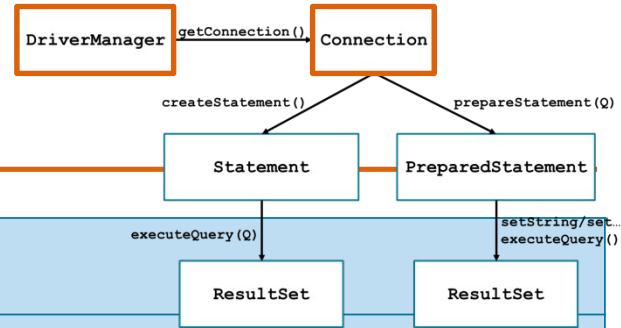 DriverManager
getConnection()
Connection
createStatement()
prepareStatement(Q)
Statement
PreparedStatement
executeQuery(Q)
setString/set…
executeQuery()
ResultSet
ResultSet